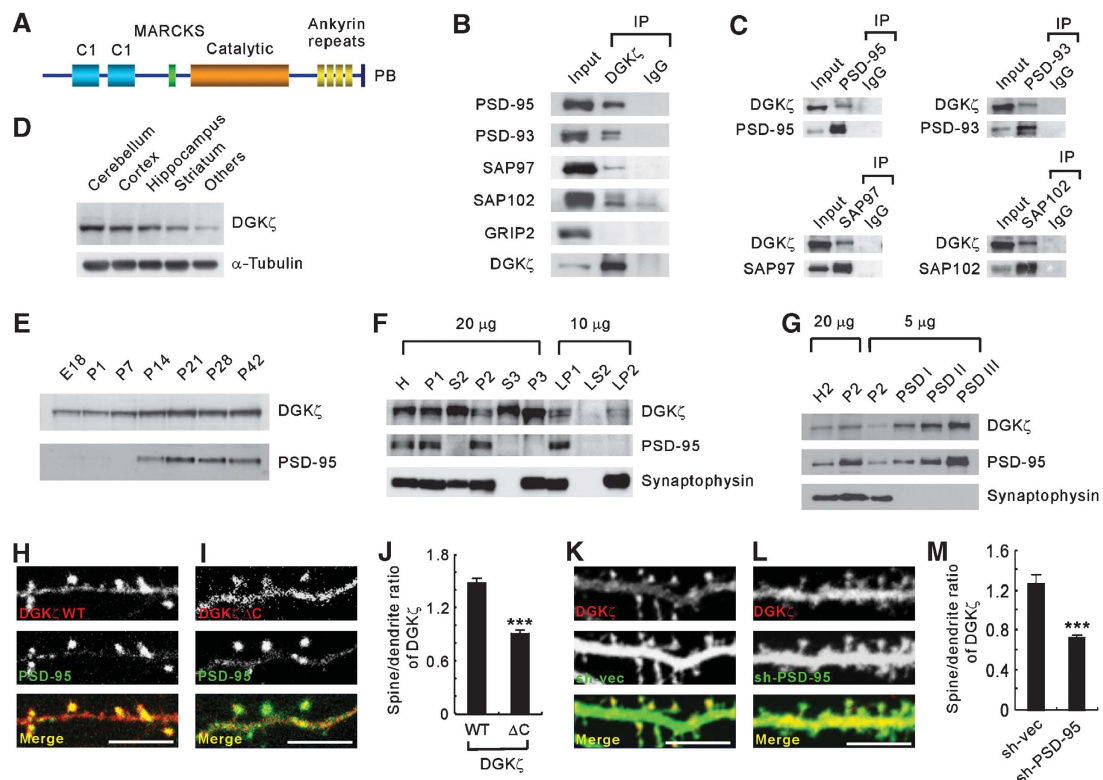 A
MARCKS
C1 C1 Catalytic
Ankyrin
repeats
PB
B
IP
Input DGKζ IgG
PSD-95
PSD-93
SAP97
SAP102
GRIP2
DGKζ
C
IP
Input PSD-95 IgG
DGKζ
PSD-95
IP
Input PSD-93 IgG
DGKζ
PSD-93
IP
Input SAP97 IgG
DGKζ
SAP97
IP
Input SAP102 IgG
DGKζ
SAP102
D
Cerebellum Cortex Hippocampus Striatum Others
DGKζ
α-Tubulin
E
E18 P1 P7 P14 P21 P28 P42
DGKζ
PSD-95
F
20 μg 10 μg
H P1 S2 P2 S3 P3 LP1 LS2 LP2
DGKζ
PSD-95
Synaptophysin
G
20 μg 5 μg
H2 P2 P2 PSD I PSD II PSD III
DGKζ
PSD-95
Synaptophysin
H
DGKζ WT
PSD-95
Merge
I
DGKζ ΔC
PSD-95
Merge
J
Spine/dendrite ratio
of DGKζ
1.8
1.2
0.6
0
***
WT ΔC
DGKζ
K
DGKζ
sh-vec
Merge
L
DGKζ
sh-PSD-95
Merge
M
Spine/dendrite ratio
of DGKζ
1.6
1.2
0.8
0.4
0
***
sh-vec
sh-PSD-95